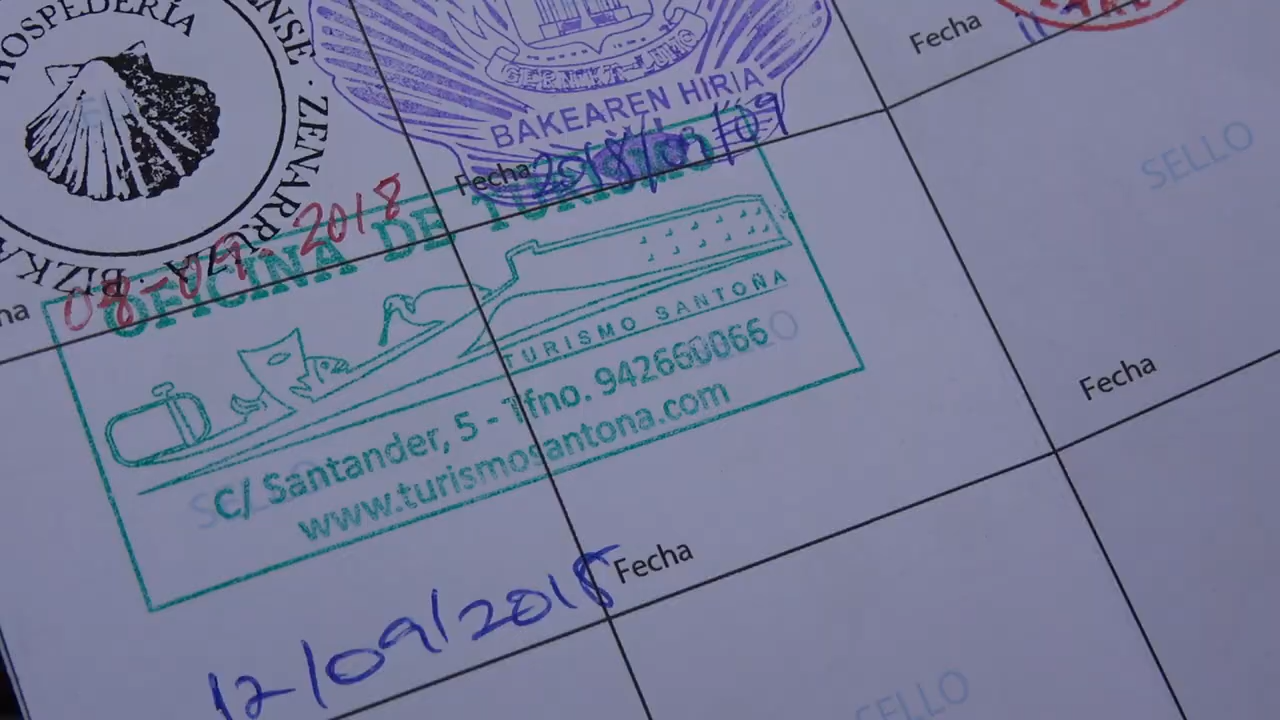 HOSPEDERÍA
ZENARRUZA · BIZKA
08-09-2018
GERNIKA-LUMO
BAKEAREN HIRIA
Fecha 2018/09/09
Fecha
SELLO
OFICINA DE TURISMO
TURISMO SANTOÑA
C/ Santander, 5 - Tfno. 942660066
www.turismosantona.com
Fecha
Fecha
12/09/2018
SELLO